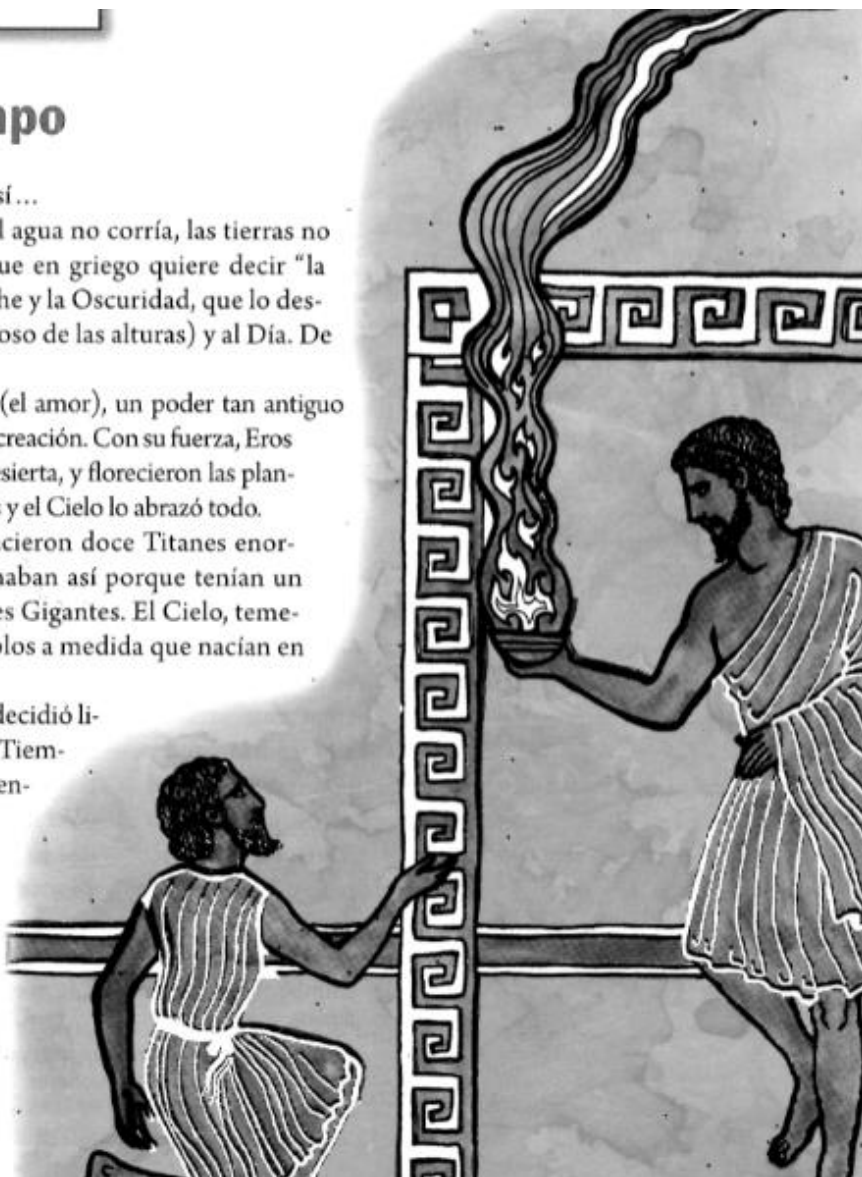 mpo
sí…
l agua no corría, las tierras no
ue en griego quiere decir “la
he y la Oscuridad, que lo des-
oso de las alturas) y al Día. De
(el amor), un poder tan antiguo
creación. Con su fuerza, Eros
sierta, y florecieron las plan-
s y el Cielo lo abrazó todo.
cieron doce Titanes enor-
naban así porque tenían un
es Gigantes. El Cielo, teme-
olos a medida que nacían en
decidió li-
Tiem-
en-